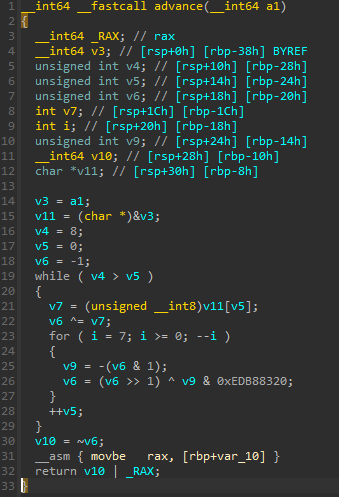 1 __int64 __fastcall advance(__int64 a1)
2 {
3 __int64 _RAX; // rax
4 __int64 v3; // [rsp+0h] [rbp-38h] BYREF
5 unsigned int v4; // [rsp+10h] [rbp-28h]
6 unsigned int v5; // [rsp+14h] [rbp-24h]
7 unsigned int v6; // [rsp+18h] [rbp-20h]
8 int v7; // [rsp+1Ch] [rbp-1Ch]
9 int i; // [rsp+20h] [rbp-18h]
10 unsigned int v9; // [rsp+24h] [rbp-14h]
11 __int64 v10; // [rsp+28h] [rbp-10h]
12 char *v11; // [rsp+30h] [rbp-8h]
13
14 v3 = a1;
15 v11 = (char *)&v3;
16 v4 = 8;
17 v5 = 0;
18 v6 = -1;
19 while ( v4 > v5 )
20 {
21 v7 = (unsigned __int8)v11[v5];
22 v6 ^= v7;
23 for ( i = 7; i >= 0; --i )
24 {
25 v9 = -(v6 & 1);
26 v6 = (v6 >> 1) ^ v9 & 0xEDB88320;
27 }
28 ++v5;
29 }
30 v10 = ~v6;
31 __asm { movbe rax, [rbp+var_10] }
32 return v10 | _RAX;
33 }